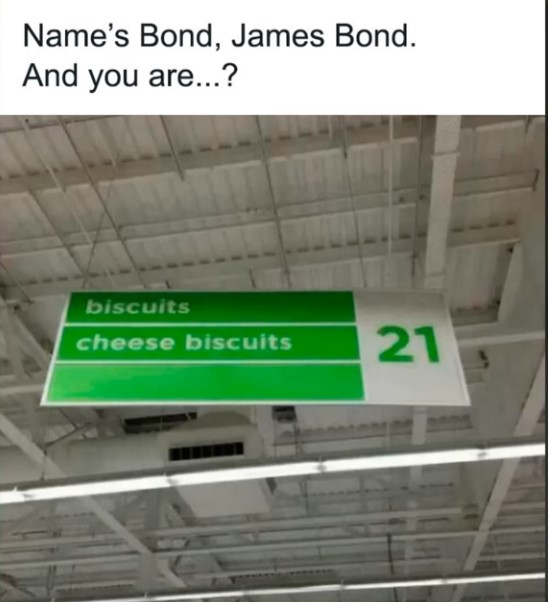 Name’s Bond, James Bond.
And you are...?
biscuits
cheese biscuits
21